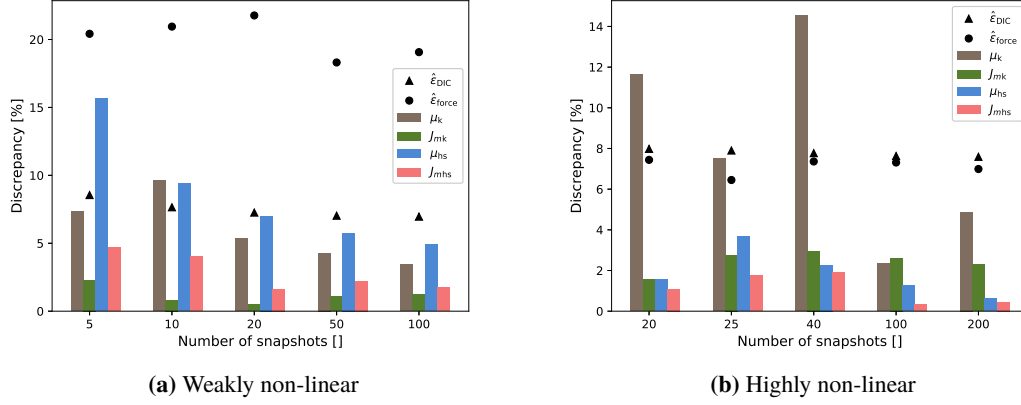 20
15
10
5
0
Discrepancy [%]
5 10 20 50 100
Number of snapshots []
ε̂_DIC
ε̂_force
μ_k
J_mk
μ_hs
J_mhs
(a) Weakly non-linear
14
12
10
8
6
4
2
0
Discrepancy [%]
20 25 40 100 200
Number of snapshots []
ε̂_DIC
ε̂_force
μ_k
J_mk
μ_hs
J_mhs
(b) Highly non-linear